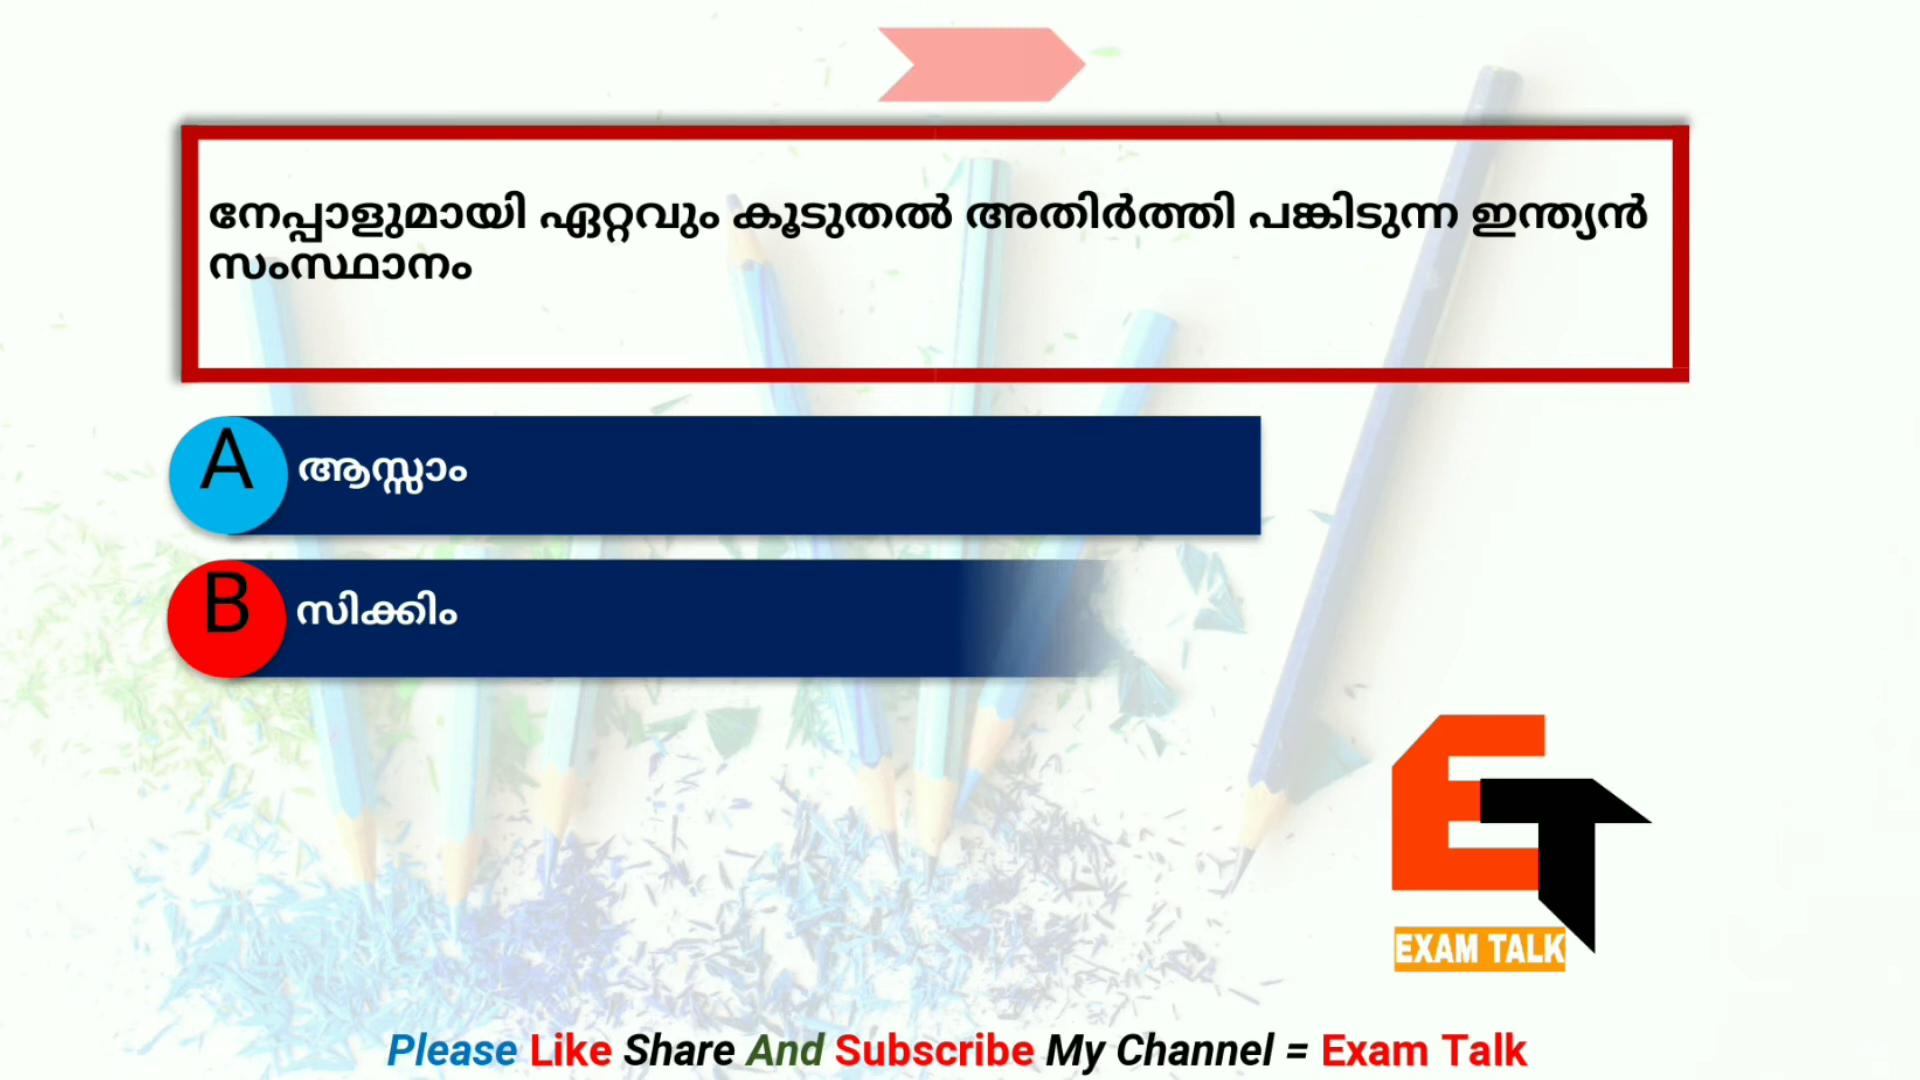 നേപ്പാളുമായി ഏറ്റവും കൂടുതൽ അതിർത്തി പങ്കിടുന്ന ഇന്ത്യൻ
സംസ്ഥാനം
A ആസ്സാം
B സിക്കിം
ET
EXAM TALK
Please Like Share And Subscribe My Channel = Exam Talk